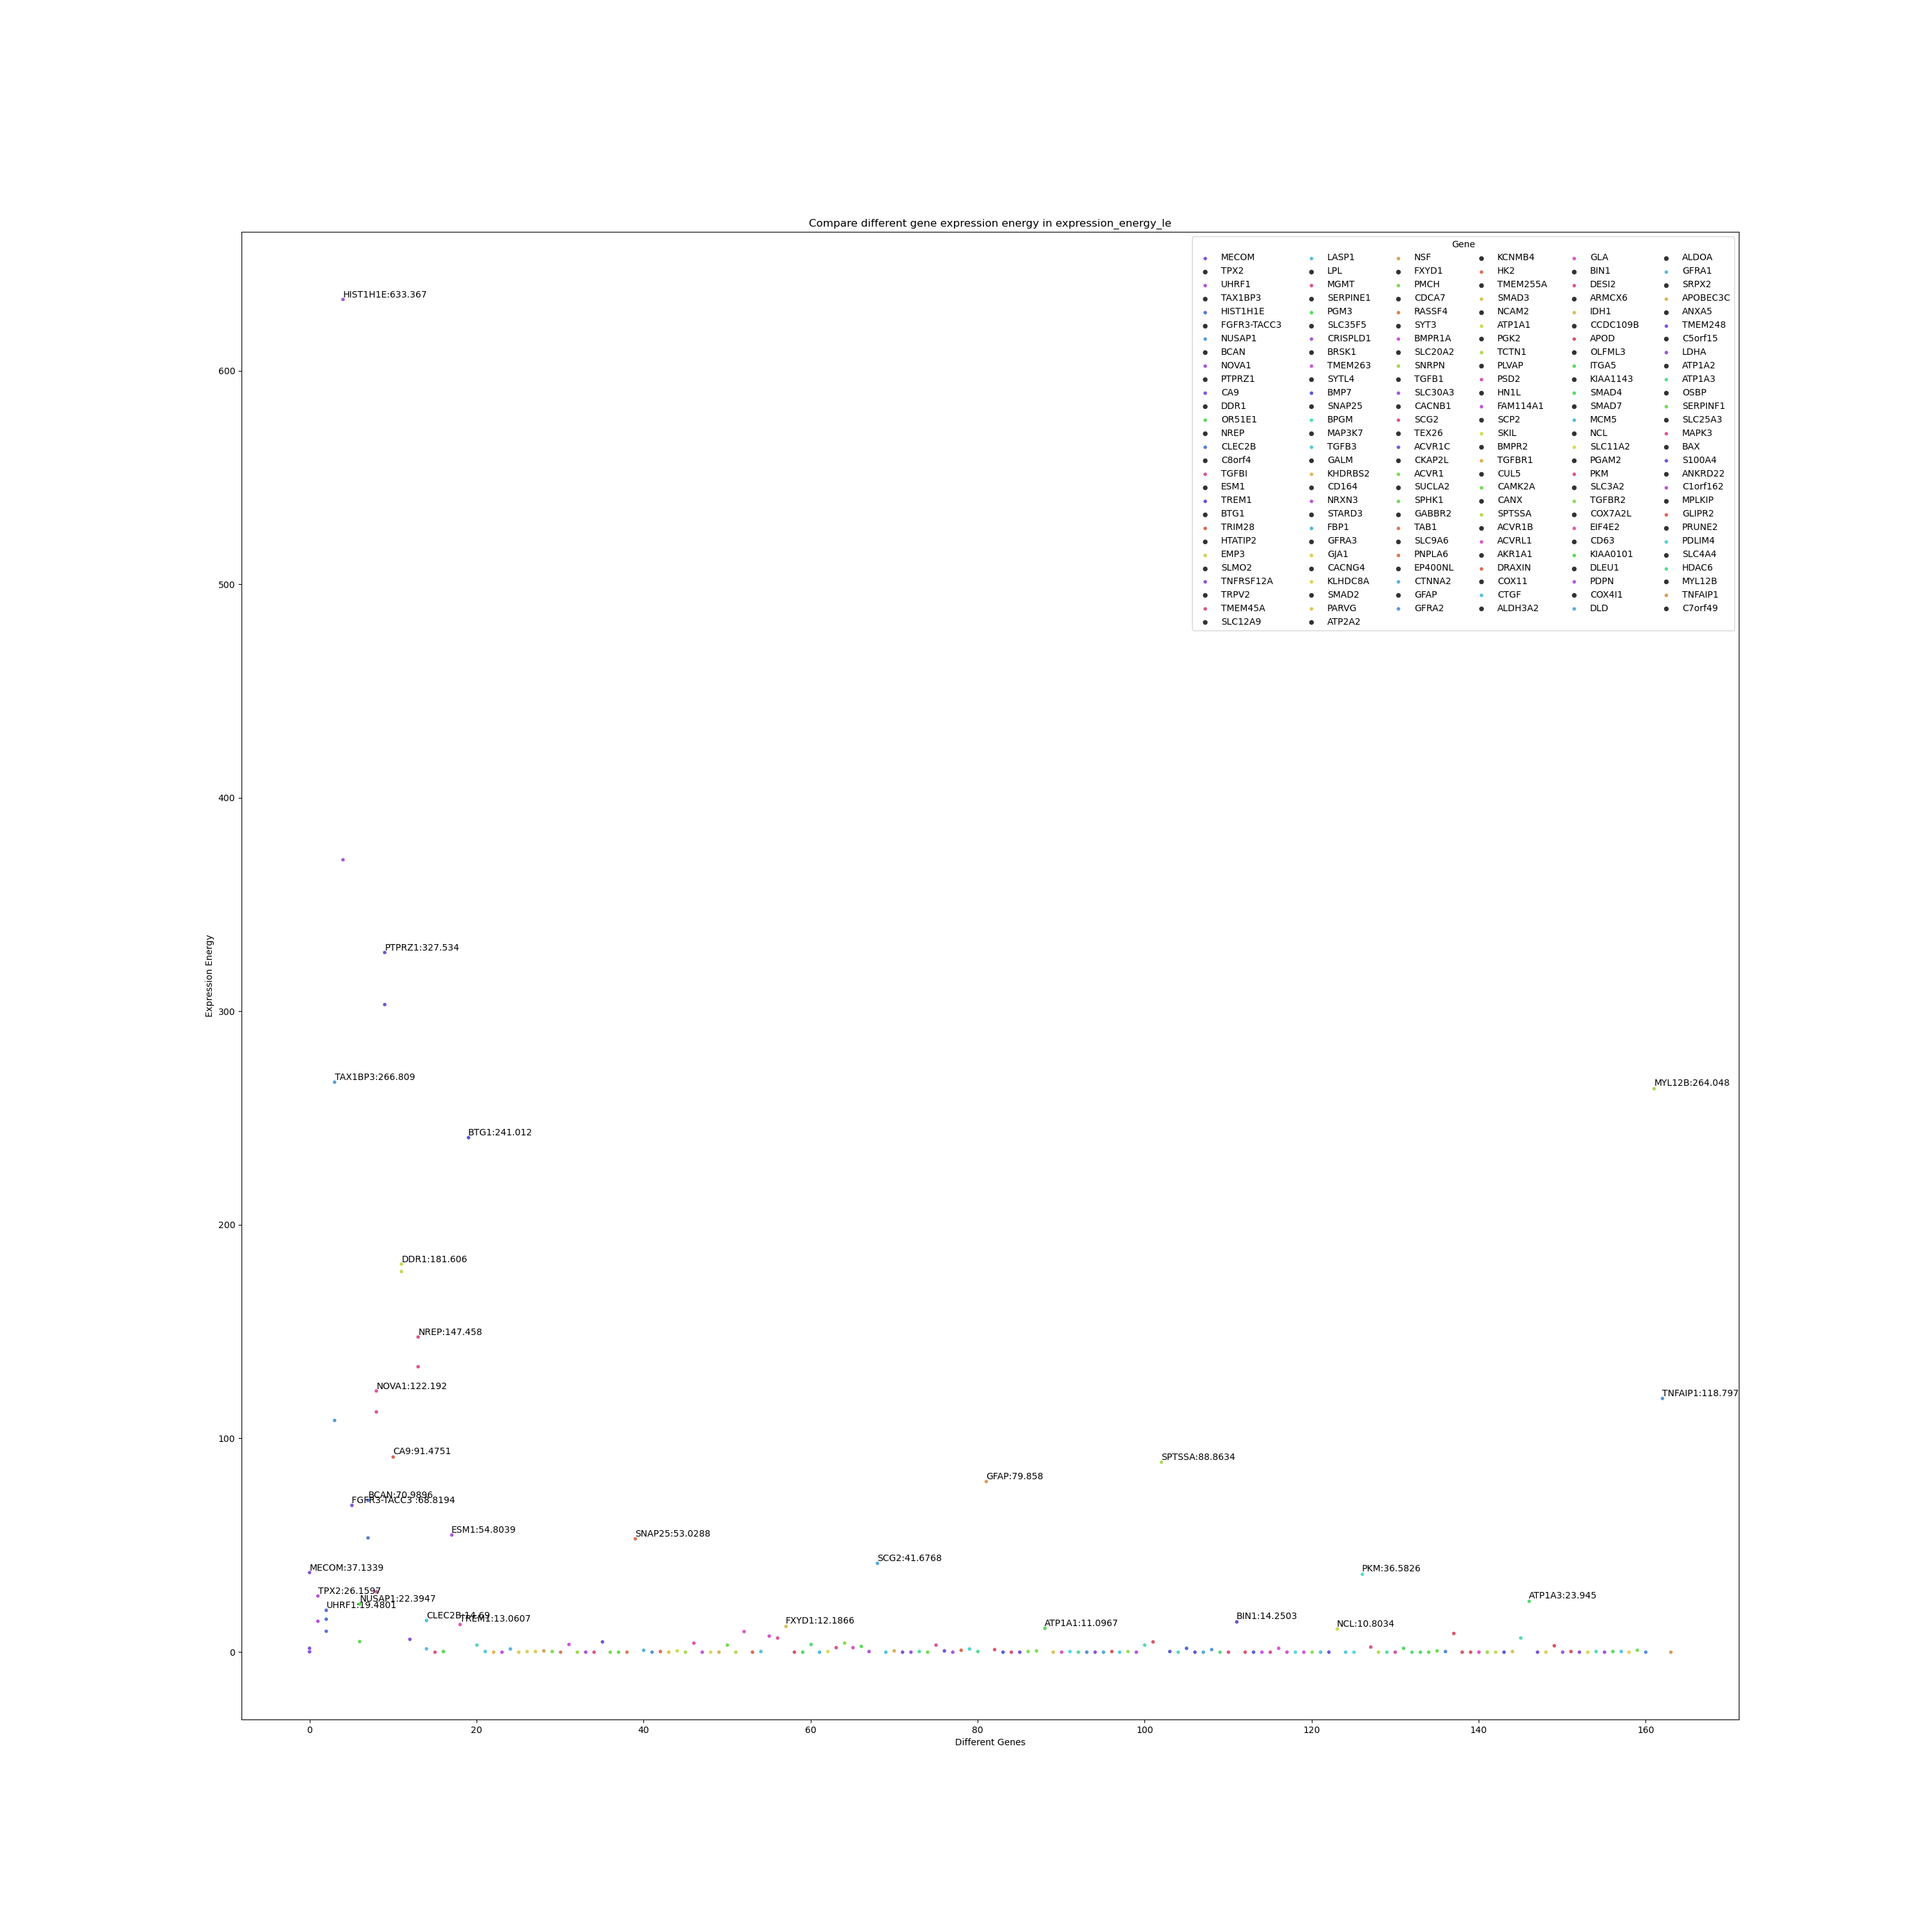 Compare different gene expression energy in expression_energy_le
Gene
MECOM LASP1 NSF KCNMB4 GLA ALDOA
TPX2 LPL FXYD1 HK2 BIN1 GFRA1
UHRF1 MGMT PMCH TMEM255A DESI2 SRPX2
TAX1BP3 SERPINE1 CDCA7 SMAD3 ARMCX6 APOBEC3C
HIST1H1E PGM3 RASSF4 NCAM2 IDH1 ANXA5
FGFR3-TACC3 SLC35F5 SYT3 ATP1A1 CCDC109B TMEM248
NUSAP1 CRISPLD1 BMPR1A PGK2 APOD C5orf15
BCAN BRSK1 SLC20A2 TCTN1 OLFML3 LDHA
NOVA1 TMEM263 SNRPN PLVAP ITGA5 ATP1A2
PTPRZ1 SYTL4 TGFB1 PSD2 KIAA1143 ATP1A3
CA9 BMP7 SLC30A3 HN1L SMAD4 OSBP
DDR1 SNAP25 CACNB1 FAM114A1 SMAD7 SERPINF1
OR51E1 BPGM SCG2 SCP2 MCM5 SLC25A3
NREP MAP3K7 TEX26 SKIL NCL MAPK3
CLEC2B TGFB3 ACVR1C BMPR2 SLC11A2 BAX
C8orf4 GALM CKAP2L TGFBR1 PGAM2 S100A4
TGFBI KHDRBS2 ACVR1 CUL5 PKM ANKRD22
ESM1 CD164 SUCLA2 CAMK2A SLC3A2 C1orf162
TREM1 NRXN3 SPHK1 CANX TGFBR2 MPLKIP
BTG1 STARD3 GABBR2 SPTSSA COX7A2L GLIPR2
TRIM28 FBP1 TAB1 ACVR1B EIF4E2 PRUNE2
HTATIP2 GFRA3 SLC9A6 ACVRL1 CD63 PDLIM4
EMP3 GJA1 PNPLA6 AKR1A1 KIAA0101 SLC4A4
SLMO2 CACNG4 EP400NL DRAXIN DLEU1 HDAC6
TNFRSF12A KLHDC8A CTNNA2 COX11 PDPN MYL12B
TRPV2 SMAD2 GFAP CTGF COX4I1 TNFAIP1
TMEM45A PARVG GFRA2 ALDH3A2 DLD C7orf49
SLC12A9 ATP2A2
HIST1H1E:633.367
600
500
400
PTPRZ1:327.534
300
TAX1BP3:266.809
MYL12B:264.048
BTG1:241.012
200
DDR1:181.606
NREP:147.458
NOVA1:122.192
TNFAIP1:118.797
100
CA9:91.4751
SPTSSA:88.8634
GFAP:79.858
BCAN:70.9896
FGFR3-TACC3 :68.8194
ESM1:54.8039
SNAP25:53.0288
SCG2:41.6768
MECOM:37.1339
PKM:36.5826
TPX2:26.1597
ATP1A3:23.945
NUSAP1:22.3947
UHRF1:19.4801
CLEC2B:14.69
BIN1:14.2503
TREM1:13.0607
FXYD1:12.1866
ATP1A1:11.0967
NCL:10.8034
0
0 20 40 60 80 100 120 140 160
Different Genes
Expression Energy